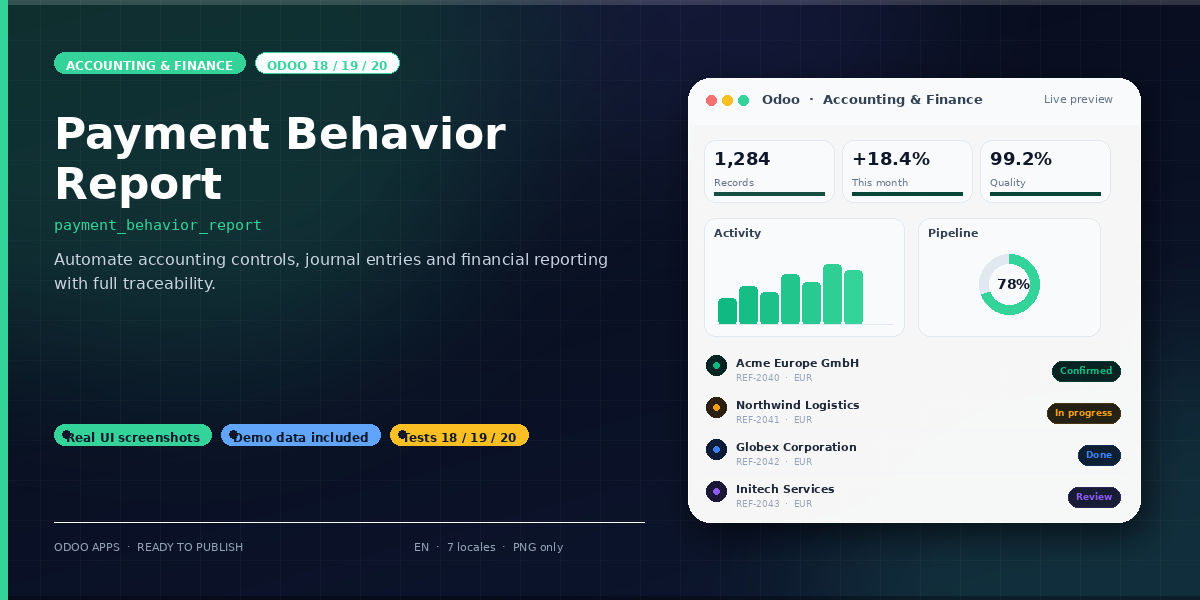 ACCOUNTING & FINANCE
ODOO 18 / 19 / 20
Payment Behavior
Report
payment_behavior_report
Automate accounting controls, journal entries and financial reporting
with full traceability.
Real UI screenshots
Demo data included
Tests 18 / 19 / 20
ODOO APPS · READY TO PUBLISH
EN · 7 locales · PNG only
Odoo · Accounting & Finance
Live preview
1,284
Records
+18.4%
This month
99.2%
Quality
Activity
Pipeline
78%
Acme Europe GmbH
REF-2040 · EUR
Confirmed
Northwind Logistics
REF-2041 · EUR
In progress
Globex Corporation
REF-2042 · EUR
Done
Initech Services
REF-2043 · EUR
Review